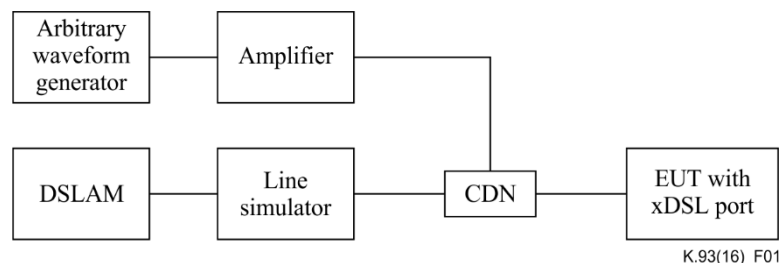 Arbitrary
waveform
generator
Amplifier
DSLAM
Line
simulator
CDN
EUT with
xDSL port
K.93(16)_F01